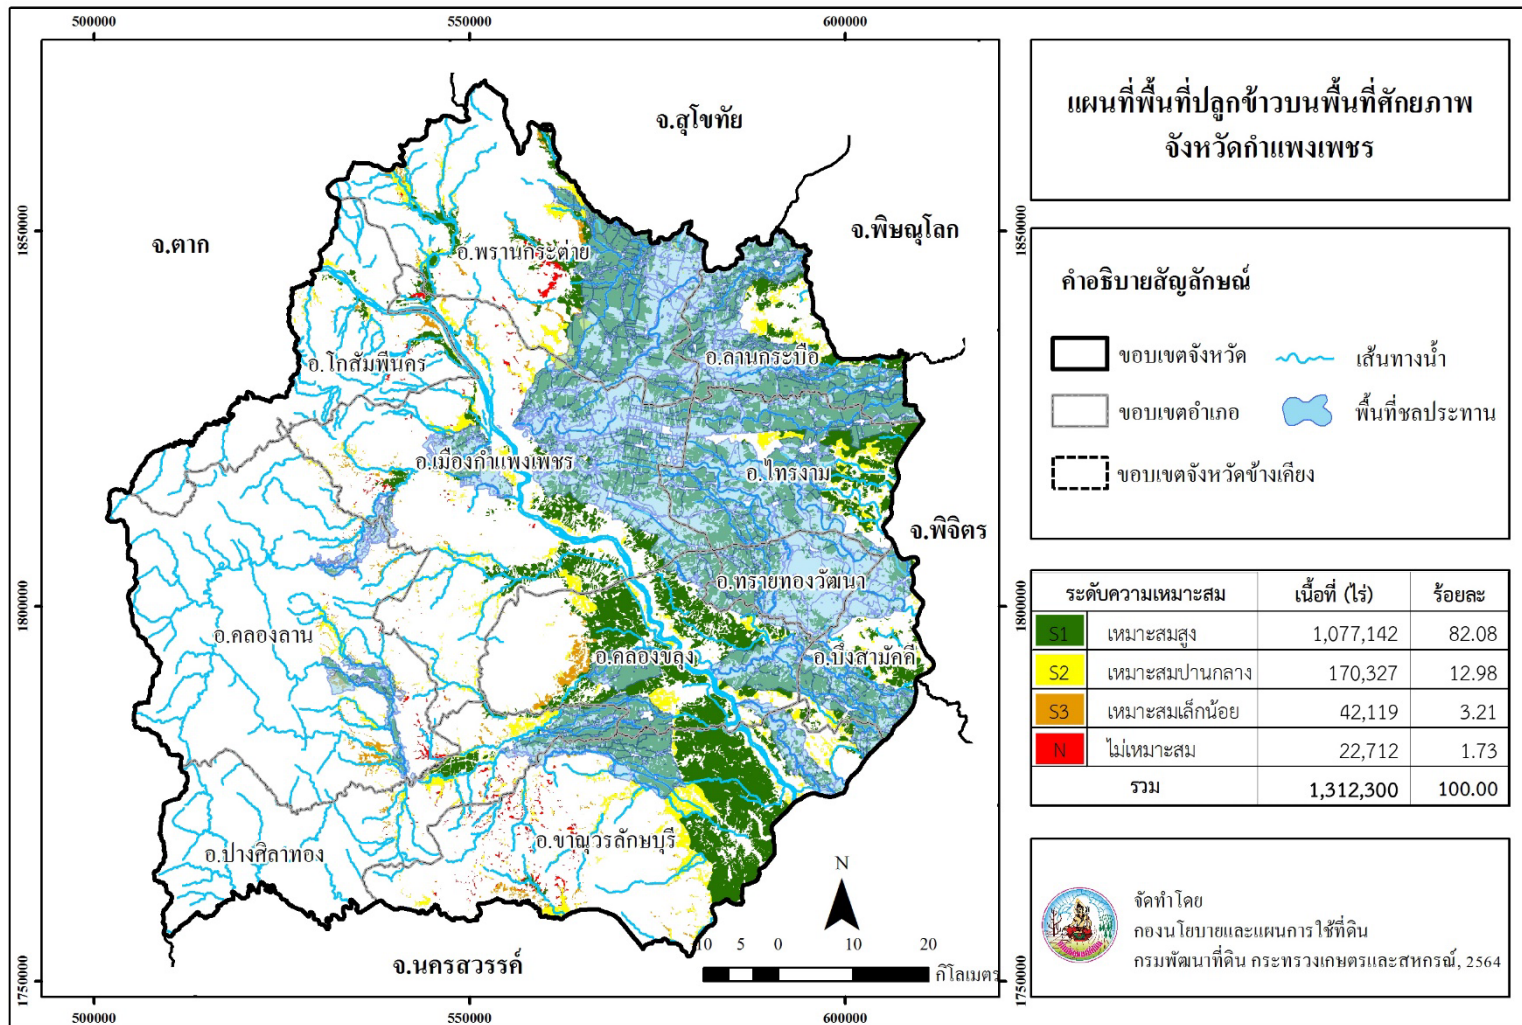 500000
550000
600000
แผนที่พื้นที่ปลูกข้าวบนพื้นที่ศักยภาพ
จังหวัดกำแพงเพชร
จ.สุโขทัย
จ.ตาก
จ.พิษณุโลก
1850000
1850000
อ.พรานกระต่าย
คำอธิบายสัญลักษณ์
ขอบเขตจังหวัด
เส้นทางน้ำ
ขอบเขตอำเภอ
พื้นที่ชลประทาน
ขอบเขตจังหวัดข้างเคียง
อ.โกสัมพีนคร
อ.ลานกระบือ
อ.เมืองกำแพงเพชร
อ.ไทรงาม
จ.พิจิตร
อ.ทรายทองวัฒนา
1800000
1800000
อ.คลองลาน
อ.คลองขลุง
อ.บึงสามัคคี
ระดับความเหมาะสม เนื้อที่ (ไร่) ร้อยละ
S1 เหมาะสมสูง 1,077,142 82.08
S2 เหมาะสมปานกลาง 170,327 12.98
S3 เหมาะสมเล็กน้อย 42,119 3.21
N ไม่เหมาะสม 22,712 1.73
รวม 1,312,300 100.00
อ.ขาณุวรลักษบุรี
อ.ปางศิลาทอง
N
10 5 0 10 20
กิโลเมตร
จ.นครสวรรค์
1750000
1750000
จัดทำโดย
กองนโยบายและแผนการใช้ที่ดิน
กรมพัฒนาที่ดิน กระทรวงเกษตรและสหกรณ์, 2564
500000
550000
600000